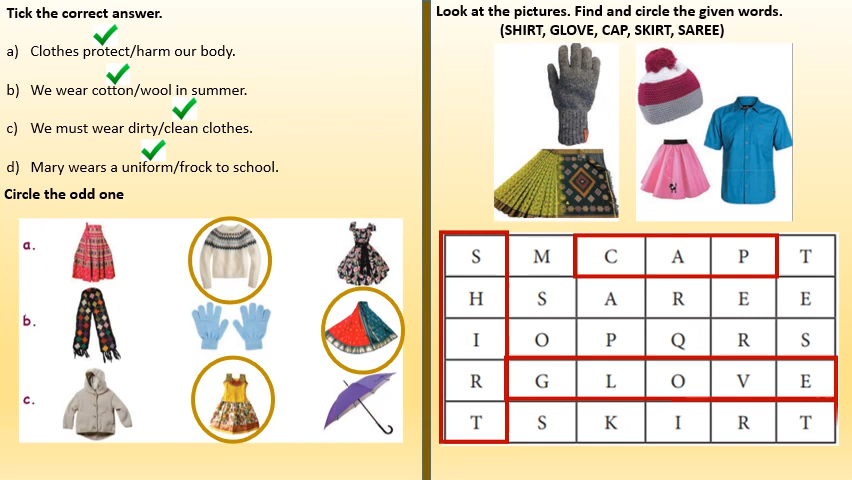 Tick the correct answer.
a) Clothes protect/harm our body.
b) We wear cotton/wool in summer.
c) We must wear dirty/clean clothes.
d) Mary wears a uniform/frock to school.
Circle the odd one
a.
b.
c.
Look at the pictures. Find and circle the given words.
(SHIRT, GLOVE, CAP, SKIRT, SAREE)
S M C A P T
H S A R E E
I O P Q R S
R G L O V E
T S K I R T